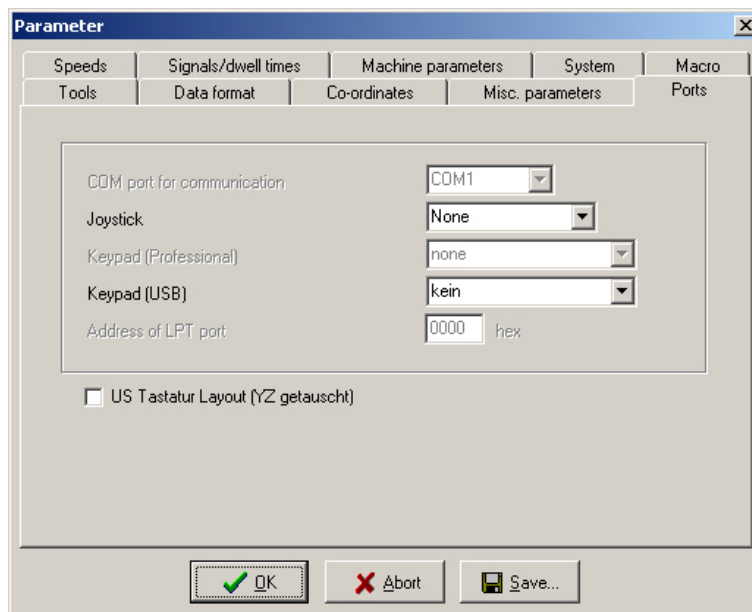 Parameter
Speeds Signals/dwell times Machine parameters System Macro
Tools Data format Co-ordinates Misc. parameters Ports
COM port for communication COM1
Joystick None
Keypad (Professional) none
Keypad (USB) kein
Address of LPT port 0000 hex
US Tastatur Layout (YZ getauscht)
OK Abort Save...